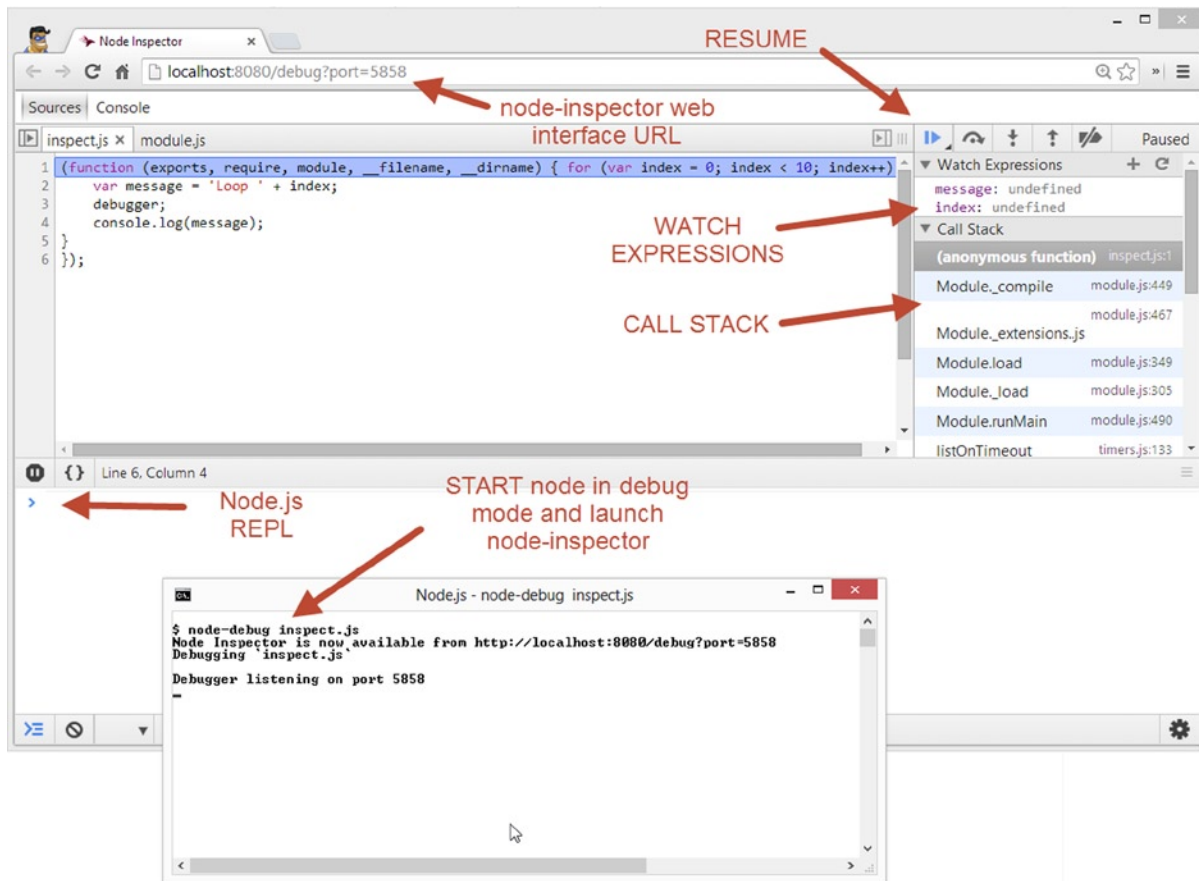 Node Inspector
RESUME
localhost:8080/debug?port=5858
Sources Console
node-inspector web
interface URL
inspect.js × module.js
Paused
1 (function (exports, require, module, __filename, __dirname) { for (var index = 0; index < 10; index++)
2 var message = 'Loop ' + index;
3 debugger;
4 console.log(message);
5 }
6 });
Watch Expressions
message: undefined
index: undefined
WATCH
EXPRESSIONS
Call Stack
(anonymous function) inspect.js:1
Module._compile module.js:449
module.js:467
Module._extensions..js
CALL STACK
Module.load module.js:349
Module._load module.js:305
Module.runMain module.js:490
listOnTimeout timers.js:133
{} Line 6, Column 4
Node.js
REPL
START node in debug
mode and launch
node-inspector
Node.js - node-debug inspect.js
$ node-debug inspect.js
Node Inspector is now available from http://localhost:8080/debug?port=5858
Debugging `inspect.js`
Debugger listening on port 5858